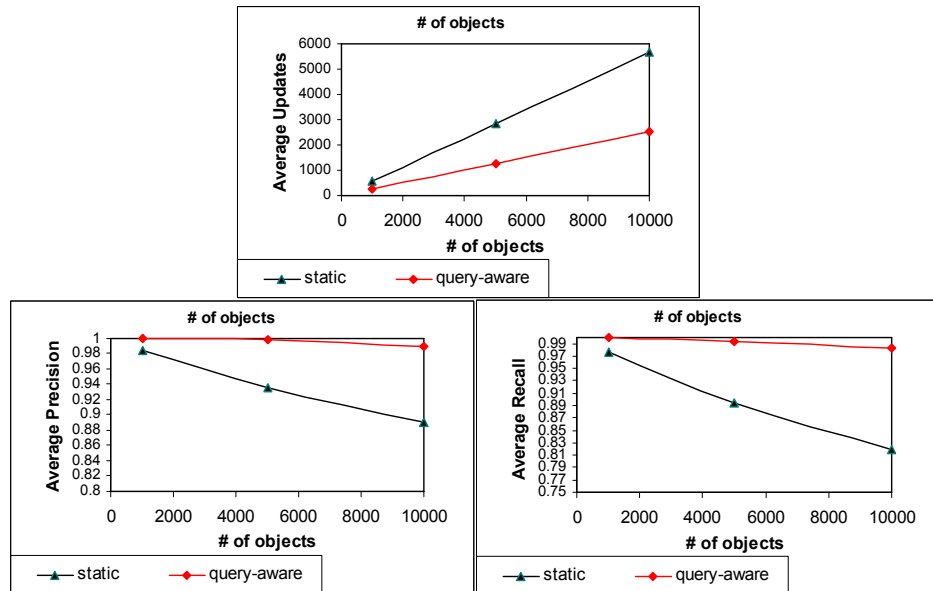 # of objects
6000
5000
4000
3000
2000
1000
0
Average Updates
0 2000 4000 6000 8000 10000
# of objects
static query-aware
# of objects
1
0.98
0.96
0.94
0.92
0.9
0.88
0.86
0.84
0.82
0.8
Average Precision
0 2000 4000 6000 8000 10000
# of objects
static query-aware
# of objects
0.99
0.97
0.95
0.93
0.91
0.89
0.87
0.85
0.83
0.81
0.79
0.77
0.75
Average Recall
0 2000 4000 6000 8000 10000
# of objects
static query-aware